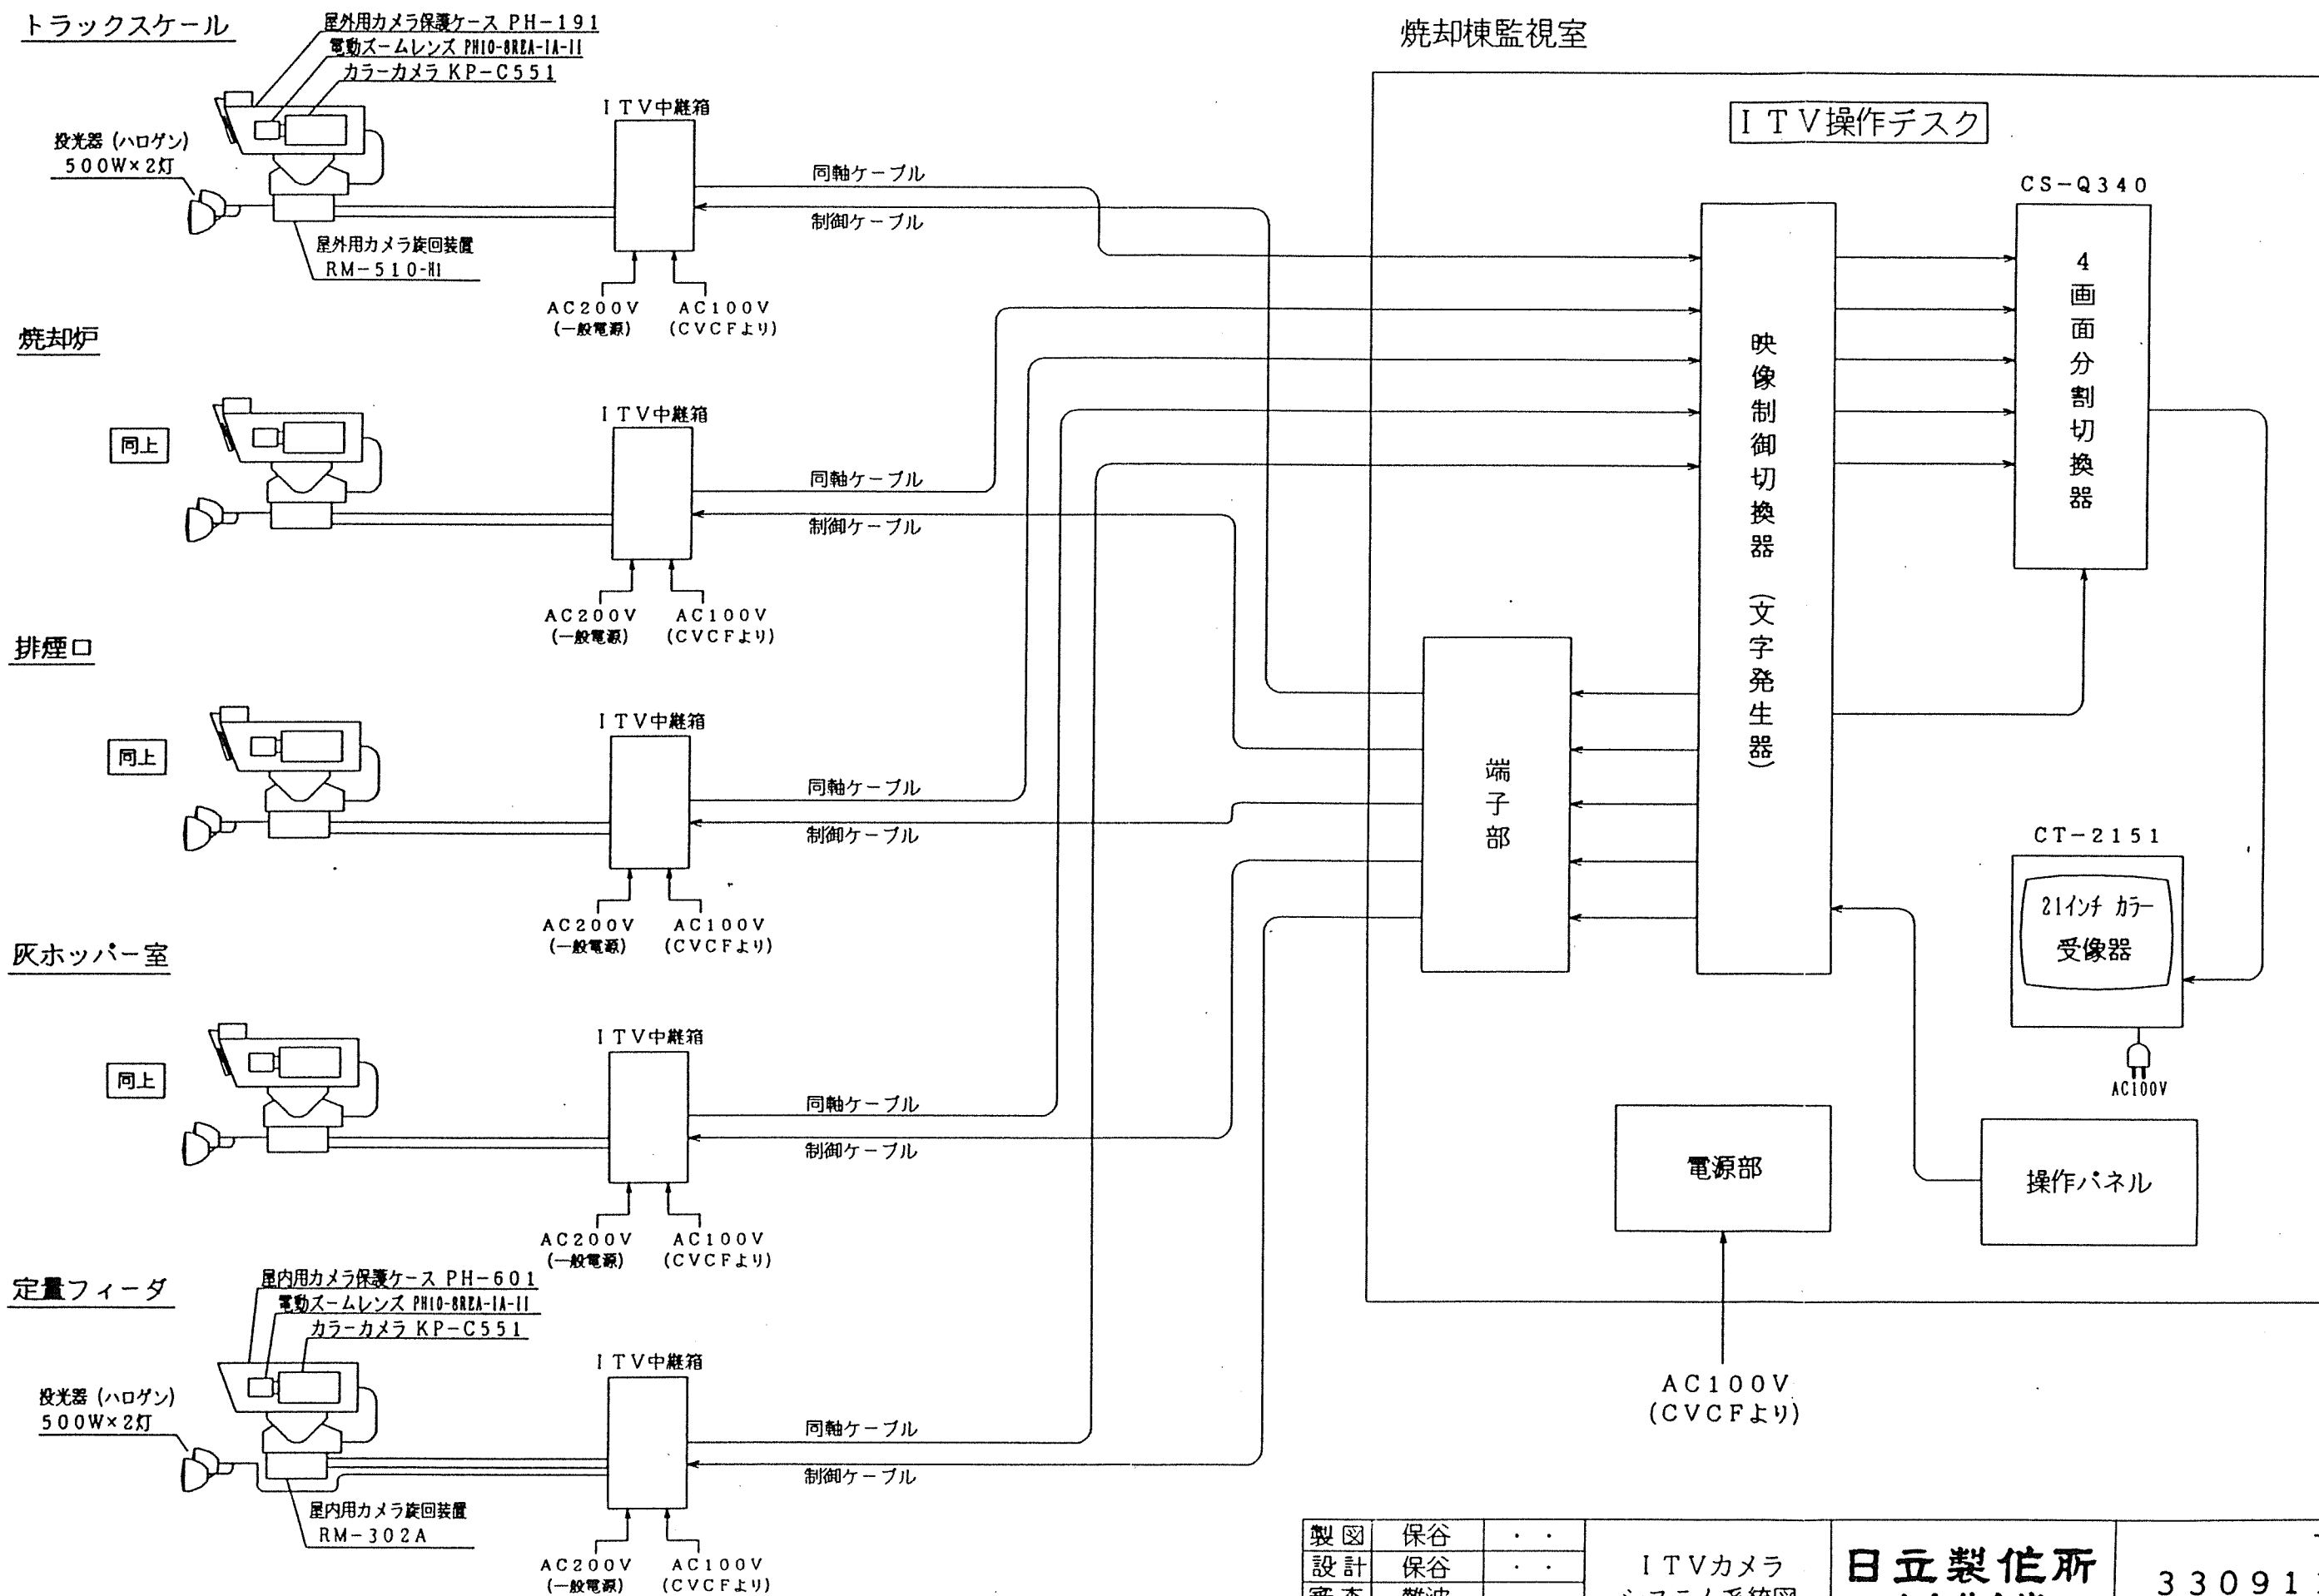 トラックスケール
屋外用カメラ保護ケース PH-191
電動ズームレンズ PH10-8REA-IA-II
カラーカメラ KP-C551
投光器 (ハロゲン)
500W×2灯
屋外用カメラ旋回装置
RM-510-H1
ITV中継箱
同軸ケーブル
制御ケーブル
AC200V
(一般電源)
AC100V
(CVCFより)
焼却炉
同上
ITV中継箱
同軸ケーブル
制御ケーブル
AC200V
(一般電源)
AC100V
(CVCFより)
排煙口
同上
ITV中継箱
同軸ケーブル
制御ケーブル
AC200V
(一般電源)
AC100V
(CVCFより)
灰ホッパー室
同上
ITV中継箱
同軸ケーブル
制御ケーブル
AC200V
(一般電源)
AC100V
(CVCFより)
定量フィーダ
屋内用カメラ保護ケース PH-601
電動ズームレンズ PH10-8REA-IA-II
カラーカメラ KP-C551
投光器 (ハロゲン)
500W×2灯
屋内用カメラ旋回装置
RM-302A
ITV中継箱
同軸ケーブル
制御ケーブル
AC200V
(一般電源)
AC100V
(CVCFより)
焼却棟監視室
ITV操作デスク
CS-Q340
4画面分割切換器
映像制御切換器 (文字発生器)
端子部
CT-2151
21インチ カラー
受像器
AC100V
電源部
操作パネル
AC100V
(CVCFより)
製図 保谷 ・・
設計 保谷 ・・
ITVカメラ
日立製作所
33091